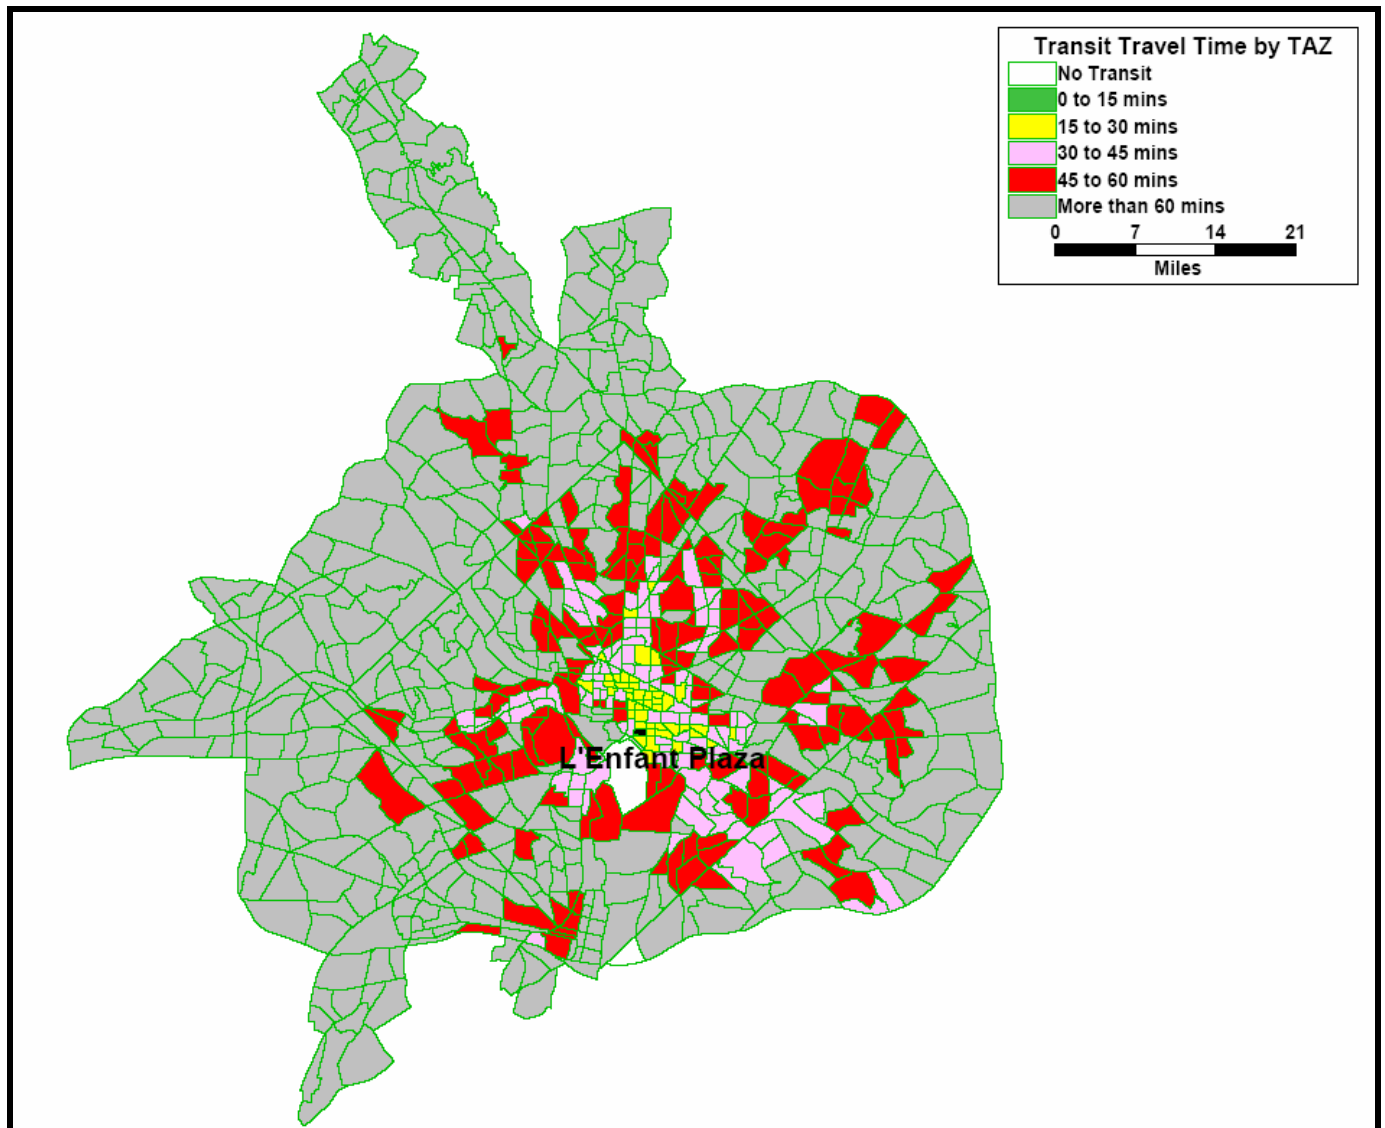 Transit Travel Time by TAZ
No Transit
0 to 15 mins
15 to 30 mins
30 to 45 mins
45 to 60 mins
More than 60 mins
0 7 14 21
Miles
L'Enfant Plaza